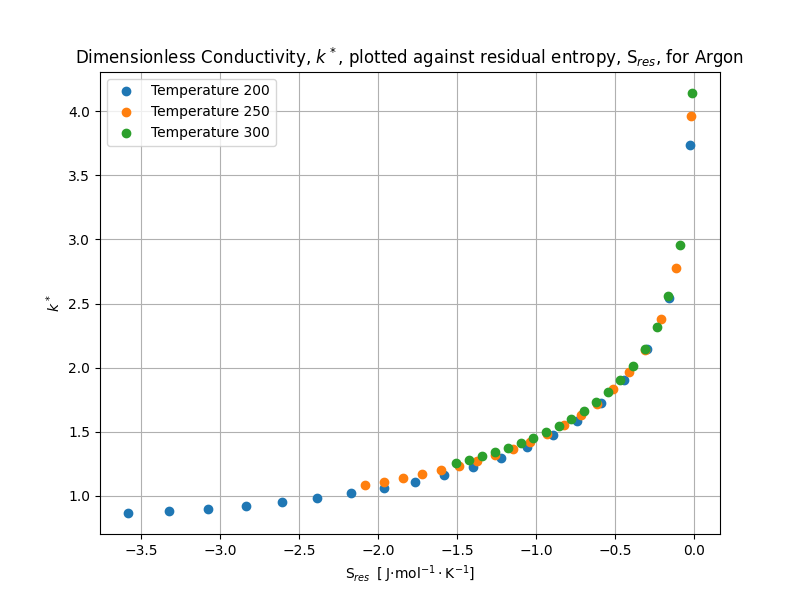 Dimensionless Conductivity, k*, plotted against residual entropy, S_res, for Argon
Temperature 200
Temperature 250
Temperature 300
4.0
3.5
3.0
2.5
2.0
1.5
1.0
k*
−3.5 −3.0 −2.5 −2.0 −1.5 −1.0 −0.5 0.0
S_res [ J·mol⁻¹ · K⁻¹]